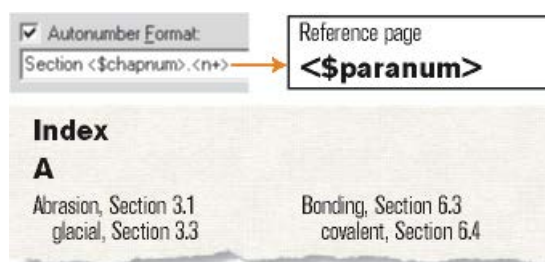 Autonumber Format:
Section <$chapnum>.<n+>
Reference page
<$paranum>
Index
A
Abrasion, Section 3.1
glacial, Section 3.3
Bonding, Section 6.3
covalent, Section 6.4